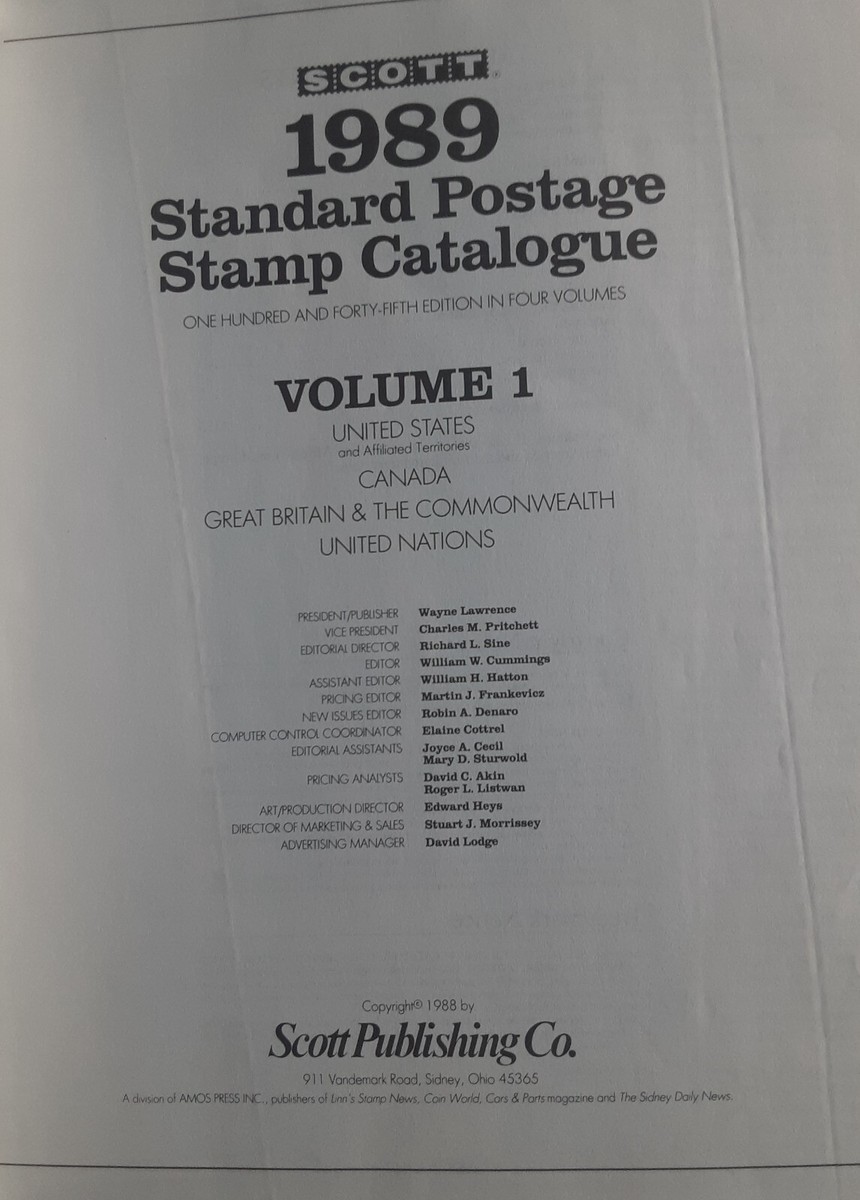 SCOTT®
1989
Standard Postage
Stamp Catalogue
ONE HUNDRED AND FORTY-FIFTH EDITION IN FOUR VOLUMES
VOLUME 1
UNITED STATES
and Affiliated Territories
CANADA
GREAT BRITAIN & THE COMMONWEALTH
UNITED NATIONS
PRESIDENT/PUBLISHER Wayne Lawrence
VICE PRESIDENT Charles M. Pritchett
EDITORIAL DIRECTOR Richard L. Sine
EDITOR William W. Cummings
ASSISTANT EDITOR William H. Hatton
PRICING EDITOR Martin J. Frankevicz
NEW ISSUES EDITOR Robin A. Denaro
COMPUTER CONTROL COORDINATOR Elaine Cottrel
EDITORIAL ASSISTANTS Joyce A. Cecil
Mary D. Sturwold
PRICING ANALYSTS David C. Akin
Roger L. Listwan
ART/PRODUCTION DIRECTOR Edward Heys
DIRECTOR OF MARKETING & SALES Stuart J. Morrissey
ADVERTISING MANAGER David Lodge
Copyright© 1988 by
Scott Publishing Co.
911 Vandemark Road, Sidney, Ohio 45365
A division of AMOS PRESS INC., publishers of Linn's Stamp News, Coin World, Cars & Parts magazine and The Sidney Daily News.